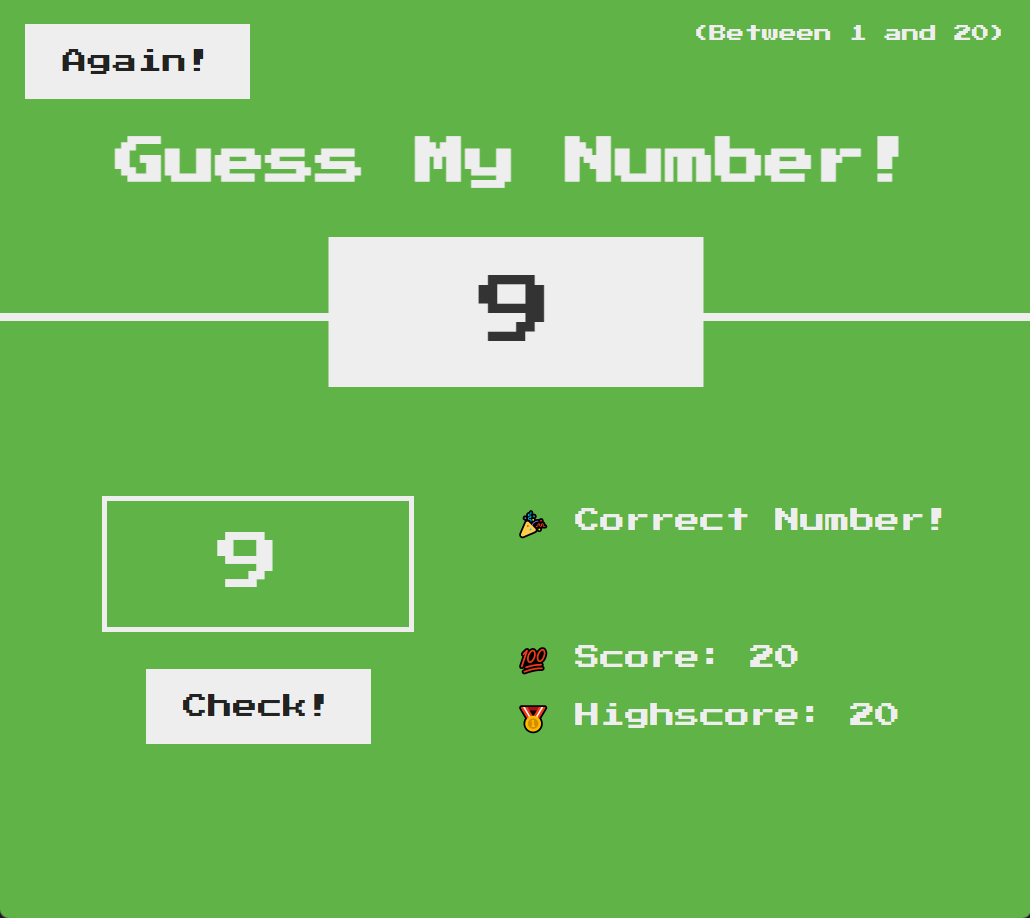 Again!
(Between 1 and 20)
Guess My Number!
9
9
Check!
🎉 Correct Number!
💯 Score: 20
🥇 Highscore: 20